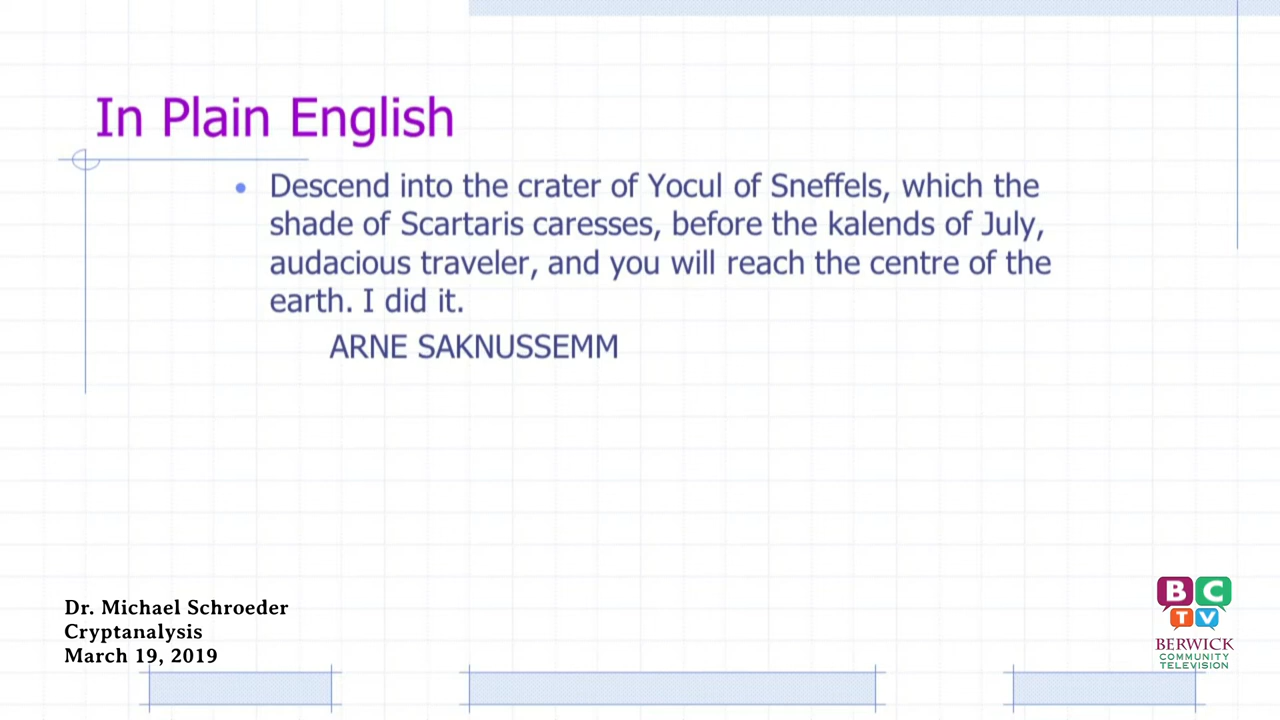 In Plain English
• Descend into the crater of Yocul of Sneffels, which the
shade of Scartaris caresses, before the kalends of July,
audacious traveler, and you will reach the centre of the
earth. I did it.
ARNE SAKNUSSEMM
Dr. Michael Schroeder
Cryptanalysis
March 19, 2019
B C
T V
BERWICK
COMMUNITY
TELEVISION